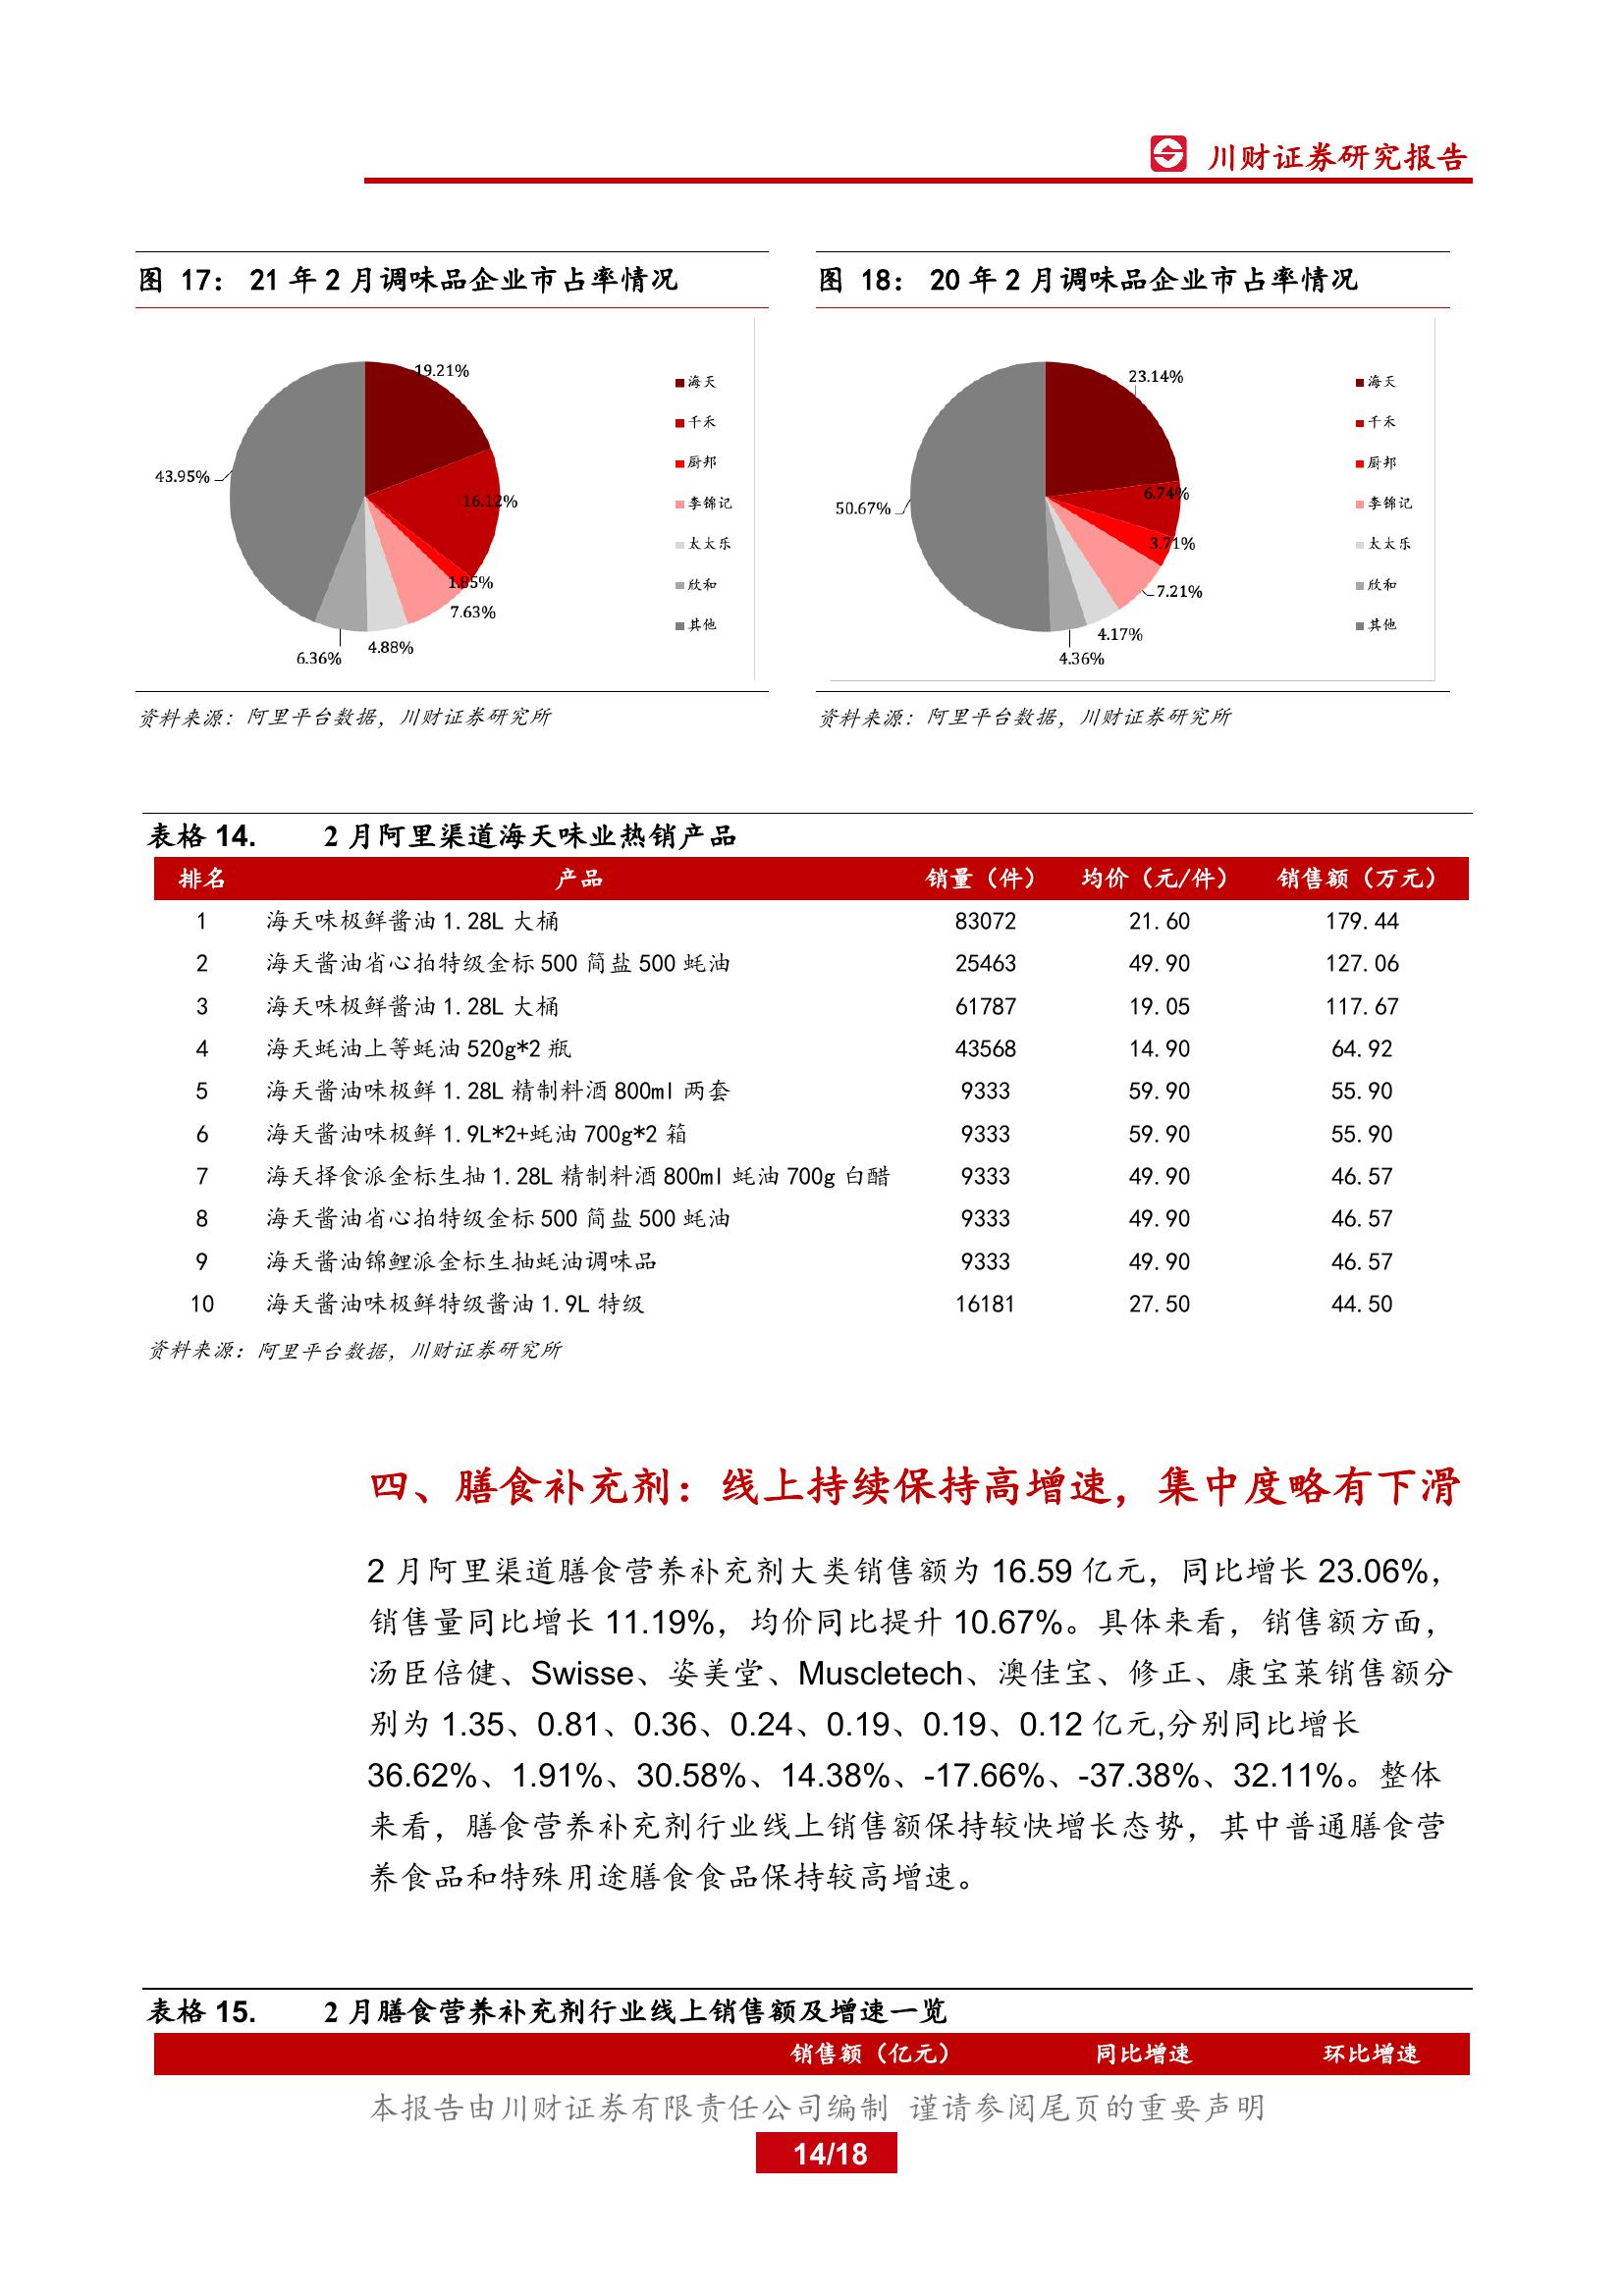 川财证券研究报告
图 17： 21 年 2 月调味品企业市占率情况
19.21%
16.12%
1.85%
7.63%
4.88%
6.36%
43.95%
海天
千禾
厨邦
李锦记
太太乐
欣和
其他
资料来源：阿里平台数据，川财证券研究所
图 18： 20 年 2 月调味品企业市占率情况
23.14%
6.74%
3.71%
7.21%
4.17%
4.36%
50.67%
海天
千禾
厨邦
李锦记
太太乐
欣和
其他
资料来源：阿里平台数据，川财证券研究所
表格 14. 2 月阿里渠道海天味业热销产品
排名 产品 销量（件） 均价（元/件） 销售额（万元）
1 海天味极鲜酱油 1.28L 大桶 83072 21.60 179.44
2 海天酱油省心拍特级金标 500 简盐 500 蚝油 25463 49.90 127.06
3 海天味极鲜酱油 1.28L 大桶 61787 19.05 117.67
4 海天蚝油上等蚝油 520g*2 瓶 43568 14.90 64.92
5 海天酱油味极鲜 1.28L 精制料酒 800ml 两套 9333 59.90 55.90
6 海天酱油味极鲜 1.9L*2+蚝油 700g*2 箱 9333 59.90 55.90
7 海天择食派金标生抽 1.28L 精制料酒 800ml 蚝油 700g 白醋 9333 49.90 46.57
8 海天酱油省心拍特级金标 500 简盐 500 蚝油 9333 49.90 46.57
9 海天酱油锦鲤派金标生抽蚝油调味品 9333 49.90 46.57
10 海天酱油味极鲜特级酱油 1.9L 特级 16181 27.50 44.50
资料来源：阿里平台数据，川财证券研究所
四、膳食补充剂：线上持续保持高增速，集中度略有下滑
2 月阿里渠道膳食营养补充剂大类销售额为 16.59 亿元，同比增长 23.06%，
销售量同比增长 11.19%，均价同比提升 10.67%。具体来看，销售额方面，
汤臣倍健、Swisse、姿美堂、Muscletech、澳佳宝、修正、康宝莱销售额分
别为 1.35、0.81、0.36、0.24、0.19、0.19、0.12 亿元,分别同比增长
36.62%、1.91%、30.58%、14.38%、-17.66%、-37.38%、32.11%。整体
来看，膳食营养补充剂行业线上销售额保持较快增长态势，其中普通膳食营
养食品和特殊用途膳食食品保持较高增速。
表格 15. 2 月膳食营养补充剂行业线上销售额及增速一览
销售额（亿元） 同比增速 环比增速
本报告由川财证券有限责任公司编制 谨请参阅尾页的重要声明
14/18